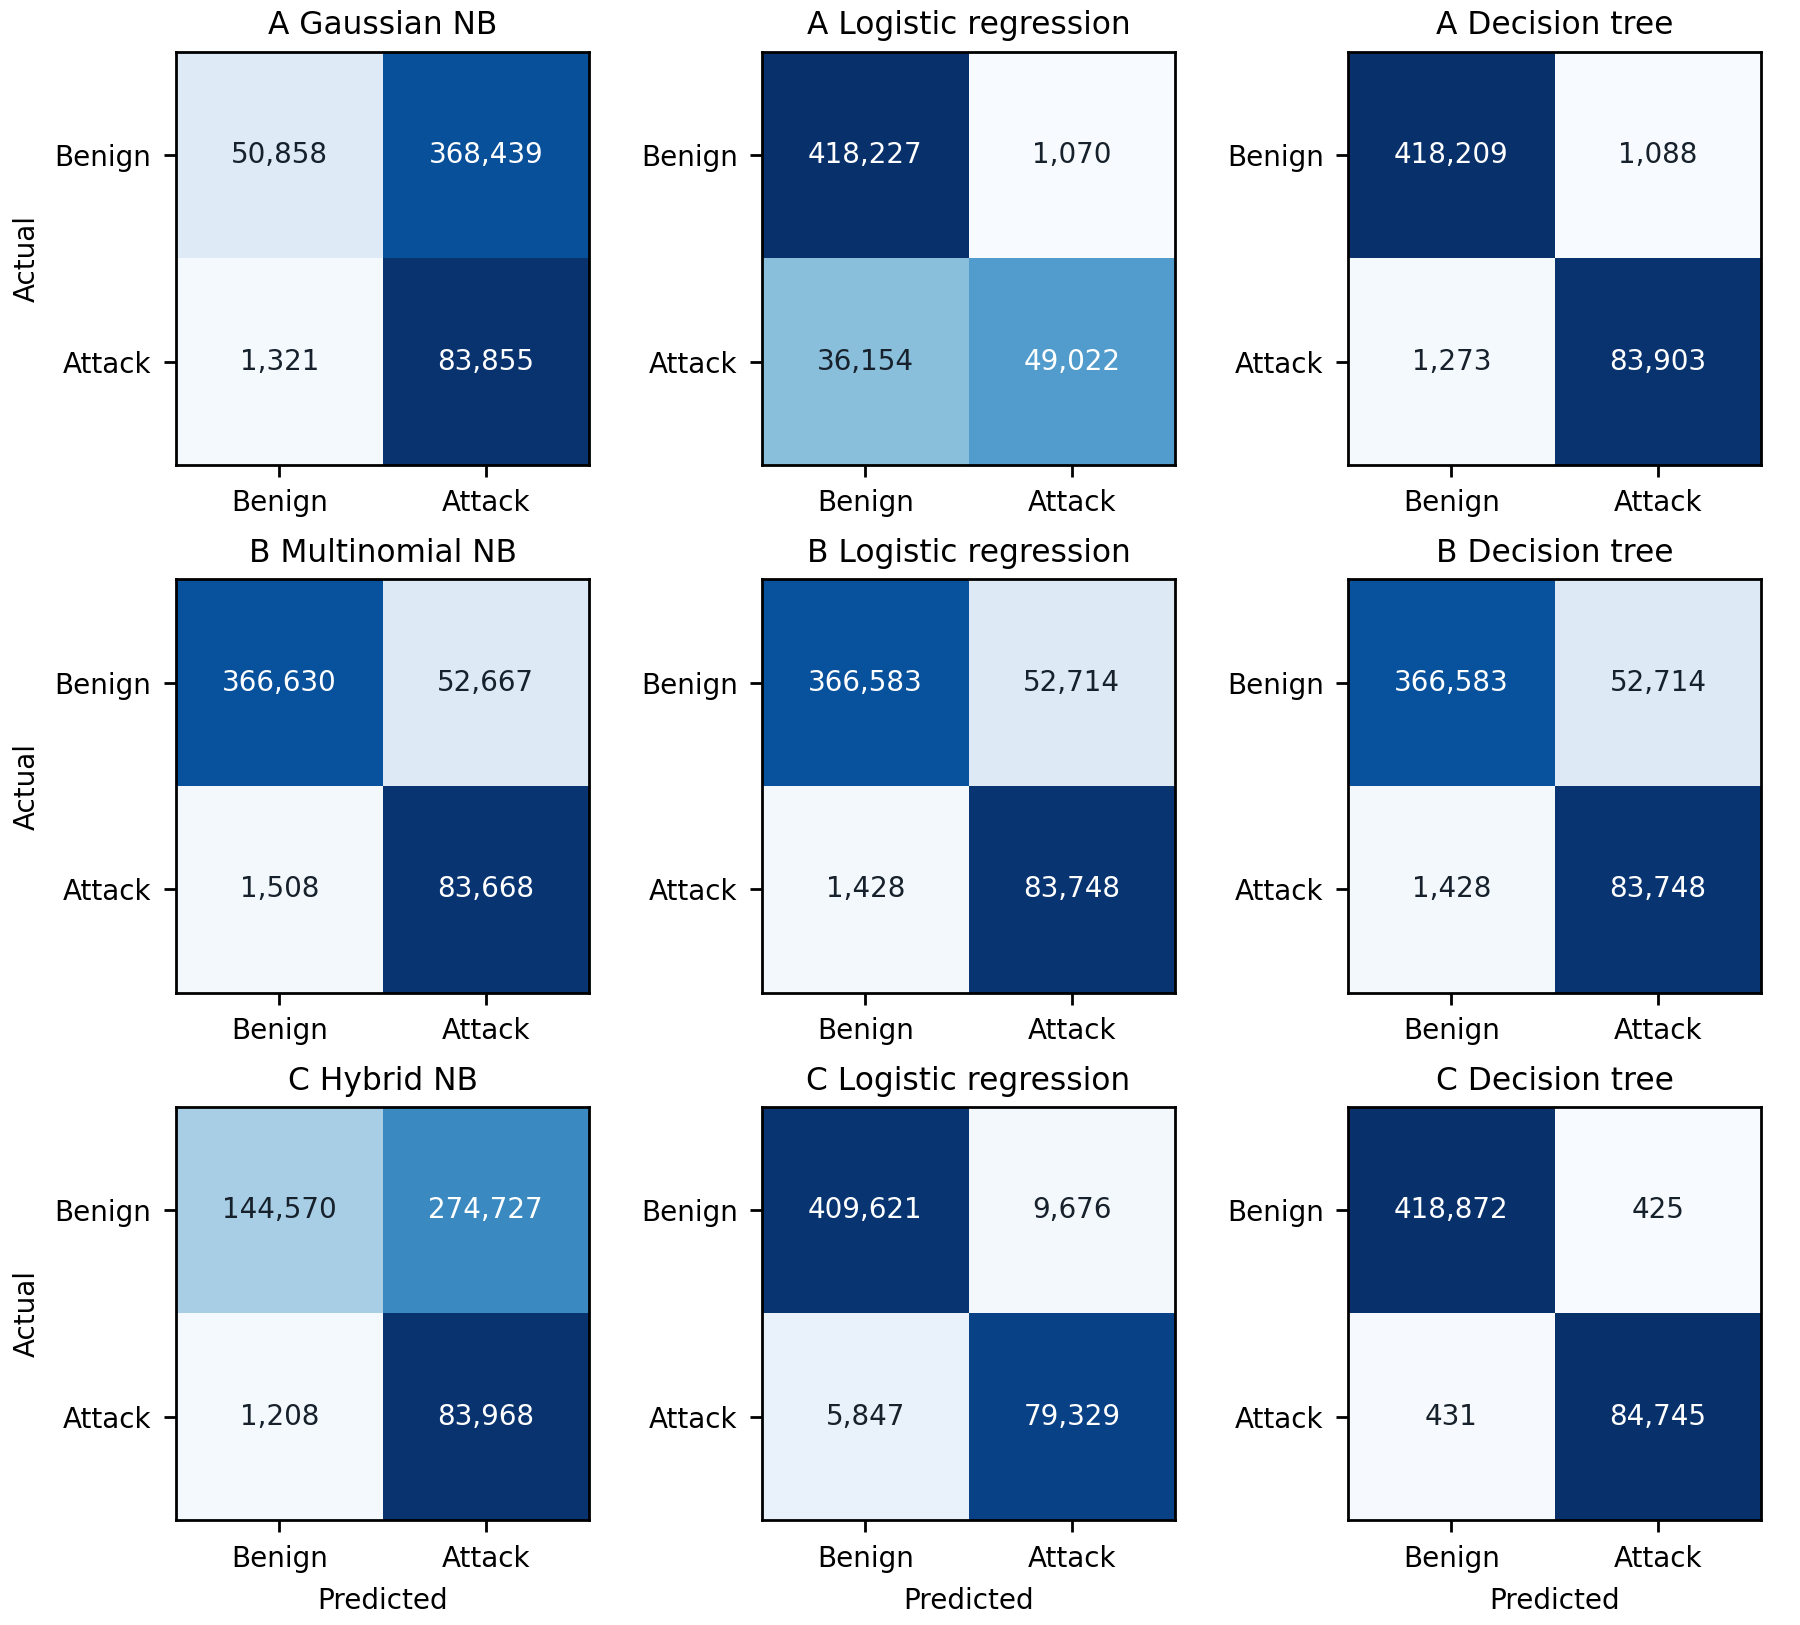 A Gaussian NB
A Logistic regression
A Decision tree
Actual
Benign
50,858
368,439
Attack
1,321
83,855
Benign
Attack
Benign
418,227
1,070
Attack
36,154
49,022
Benign
Attack
Benign
418,209
1,088
Attack
1,273
83,903
Benign
Attack
B Multinomial NB
B Logistic regression
B Decision tree
Actual
Benign
366,630
52,667
Attack
1,508
83,668
Benign
Attack
Benign
366,583
52,714
Attack
1,428
83,748
Benign
Attack
Benign
366,583
52,714
Attack
1,428
83,748
Benign
Attack
C Hybrid NB
C Logistic regression
C Decision tree
Actual
Benign
144,570
274,727
Attack
1,208
83,968
Benign
Attack
Predicted
Benign
409,621
9,676
Attack
5,847
79,329
Benign
Attack
Predicted
Benign
418,872
425
Attack
431
84,745
Benign
Attack
Predicted